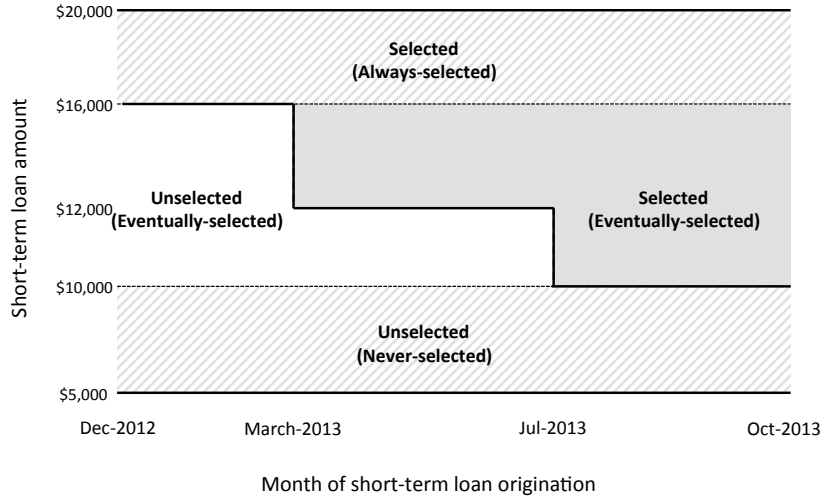 $20,000
Selected
(Always-selected)
$16,000
Unselected
(Eventually-selected)
Selected
(Eventually-selected)
$12,000
$10,000
Unselected
(Never-selected)
$5,000
Short-term loan amount
Dec-2012 March-2013 Jul-2013 Oct-2013
Month of short-term loan origination